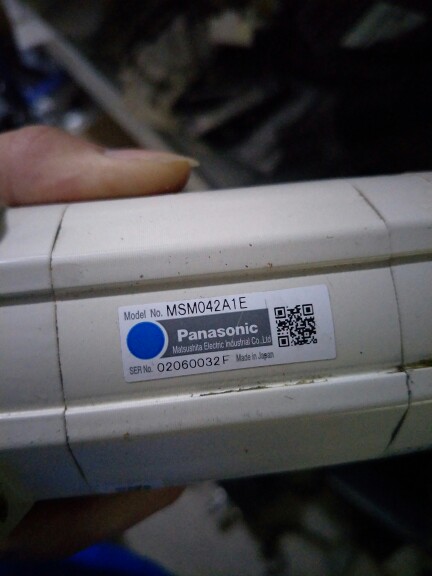 Model No. MSM042A1E
Panasonic
Matsushita Electric Industrial Co.,Ltd
SER No. 02060032F Made in Japan